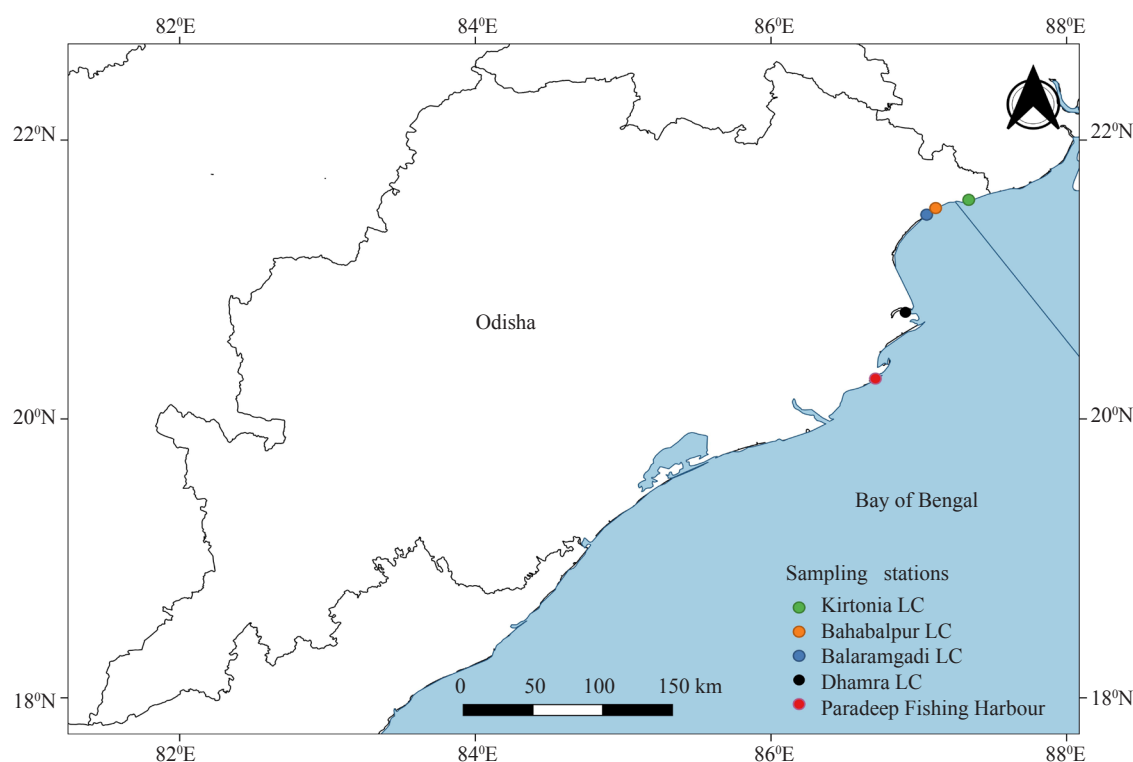 82⁰E 84⁰E 86⁰E 88⁰E
22⁰N 22⁰N
Odisha
20⁰N 20⁰N
Bay of Bengal
Sampling stations
Kirtonia LC
Bahabalpur LC
Balaramgadi LC
Dhamra LC
Paradeep Fishing Harbour
0 50 100 150 km
18⁰N 18⁰N
82⁰E 84⁰E 86⁰E 88⁰E